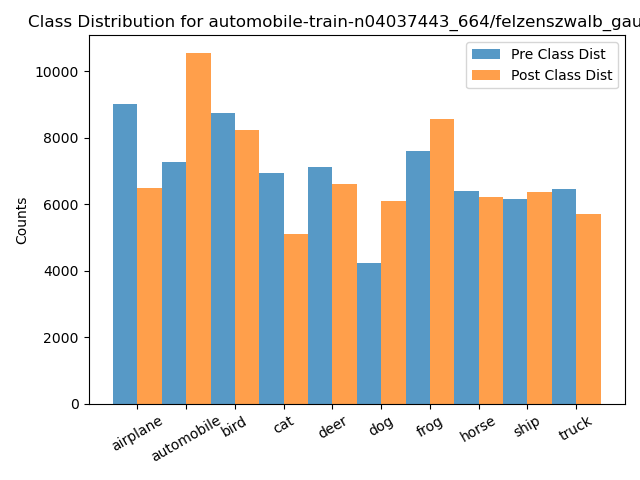 Class Distribution for automobile-train-n04037443_664/felzenszwalb_gau
Pre Class Dist
Post Class Dist
Counts
10000
8000
6000
4000
2000
0
airplane
automobile
bird
cat
deer
dog
frog
horse
ship
truck